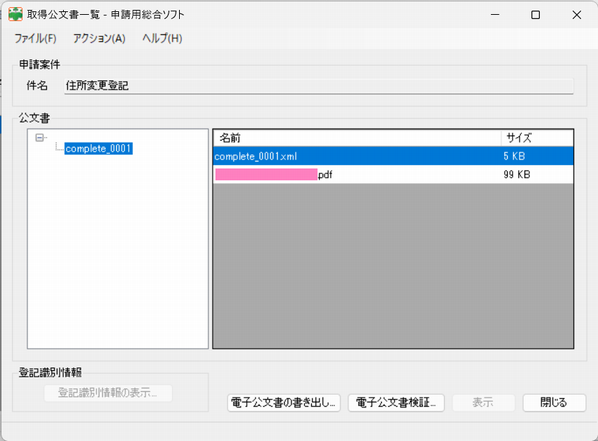 取得公文書一覧 - 申請用総合ソフト
ファイル(F) アクション(A) ヘルプ(H)
申請案件
件名 住所変更登記
公文書
complete_0001
名前 サイズ
complete_0001.xml 5 KB
.pdf 99 KB
登記識別情報
登記識別情報の表示...
電子公文書の書き出し... 電子公文書検証... 表示 閉じる